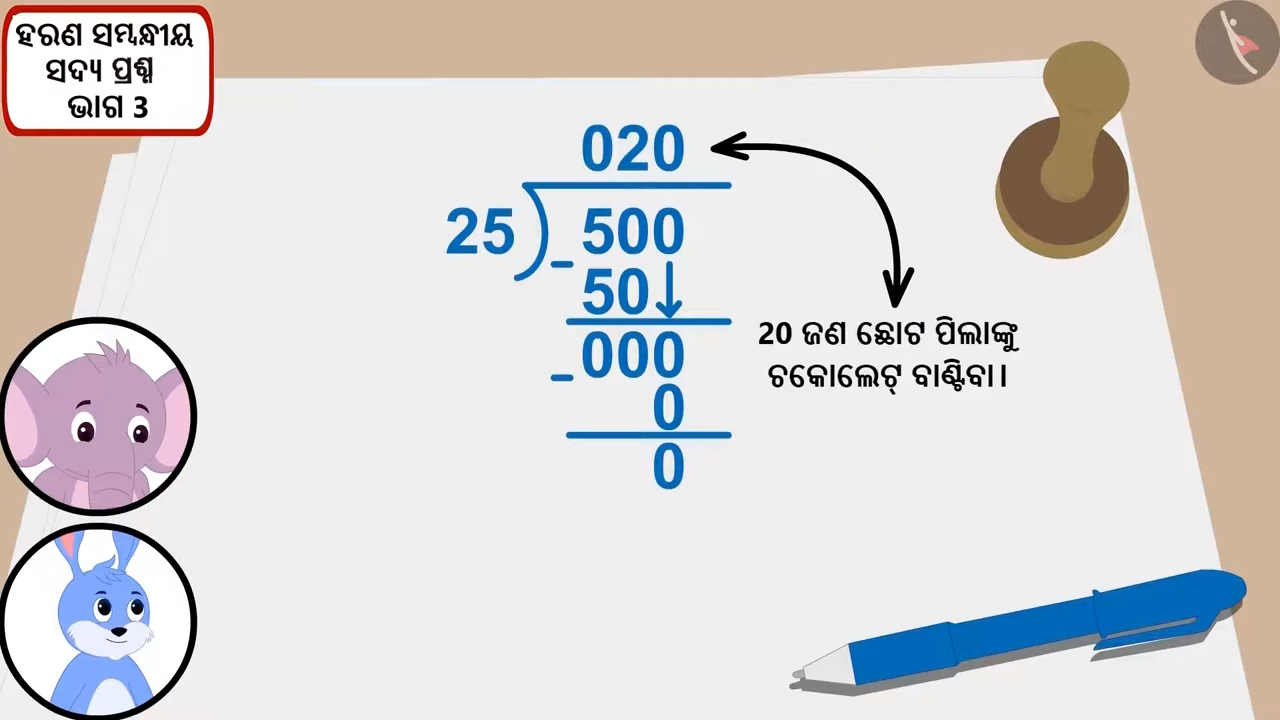 ହରଣ ସମ୍ବନ୍ଧୀୟ
ସଦ୍ୟ ପ୍ରଶ୍ନ
ଭାଗ 3
020
25
500
- 50
000
- 0
0
20 ଜଣ ଛୋଟ ପିଲାଙ୍କୁ
ଚକୋଲେଟ୍ ବାଣ୍ଟିବା।